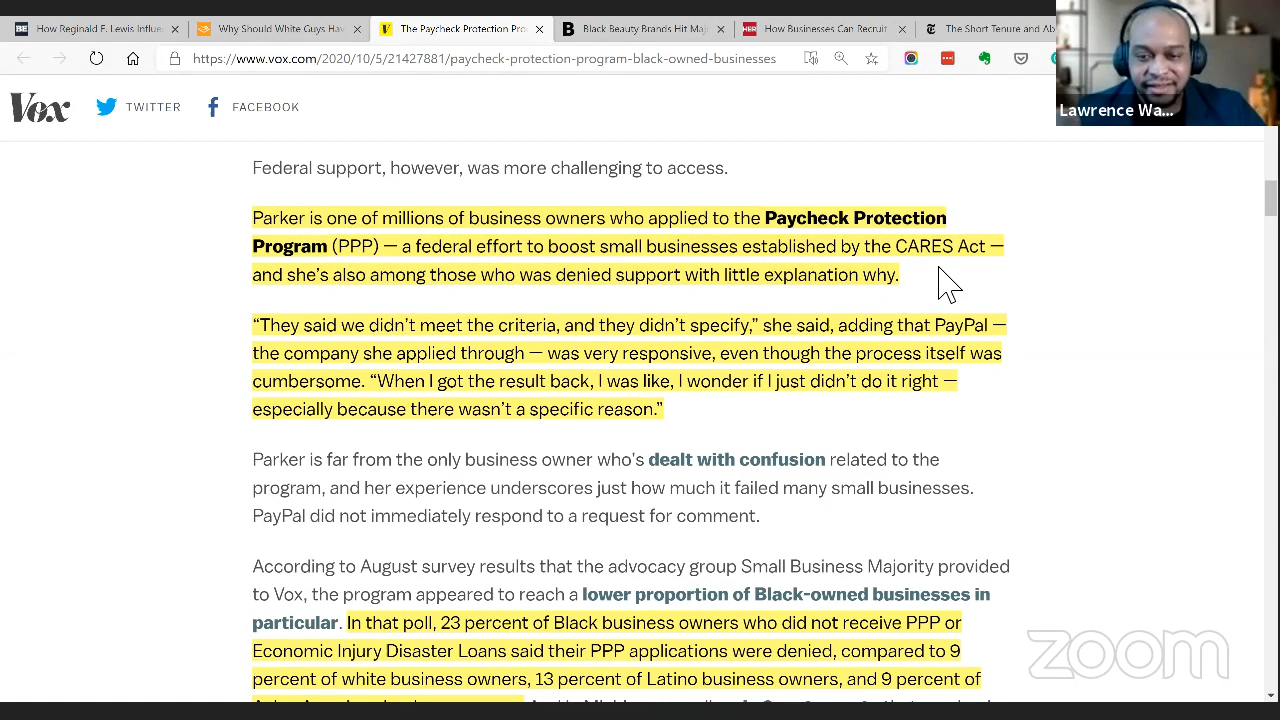 BE How Reginald F. Lewis Influe
Why Should White Guys Hav
The Paycheck Protection Pro
B Black Beauty Brands Hit Maj
HER How Businesses Can Recruit
The Short Tenure and Ab
https://www.vox.com/2020/10/5/21427881/paycheck-protection-program-black-owned-businesses
Lawrence Wa...
Vox
TWITTER
FACEBOOK
Federal support, however, was more challenging to access.
Parker is one of millions of business owners who applied to the Paycheck Protection
Program (PPP) — a federal effort to boost small businesses established by the CARES Act —
and she’s also among those who was denied support with little explanation why.
“They said we didn’t meet the criteria, and they didn’t specify,” she said, adding that PayPal —
the company she applied through — was very responsive, even though the process itself was
cumbersome. “When I got the result back, I was like, I wonder if I just didn’t do it right —
especially because there wasn’t a specific reason.”
Parker is far from the only business owner who’s dealt with confusion related to the
program, and her experience underscores just how much it failed many small businesses.
PayPal did not immediately respond to a request for comment.
According to August survey results that the advocacy group Small Business Majority provided
to Vox, the program appeared to reach a lower proportion of Black-owned businesses in
particular. In that poll, 23 percent of Black business owners who did not receive PPP or
Economic Injury Disaster Loans said their PPP applications were denied, compared to 9
percent of white business owners, 13 percent of Latino business owners, and 9 percent of
zoom